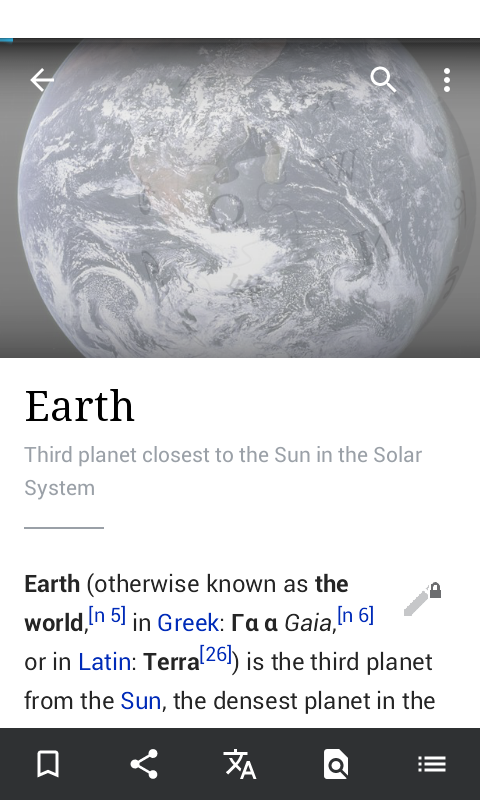 Earth
Third planet closest to the Sun in the Solar
System
Earth (otherwise known as the
world,[n 5] in Greek: Γα α Gaia,[n 6]
or in Latin: Terra[26]) is the third planet
from the Sun, the densest planet in the